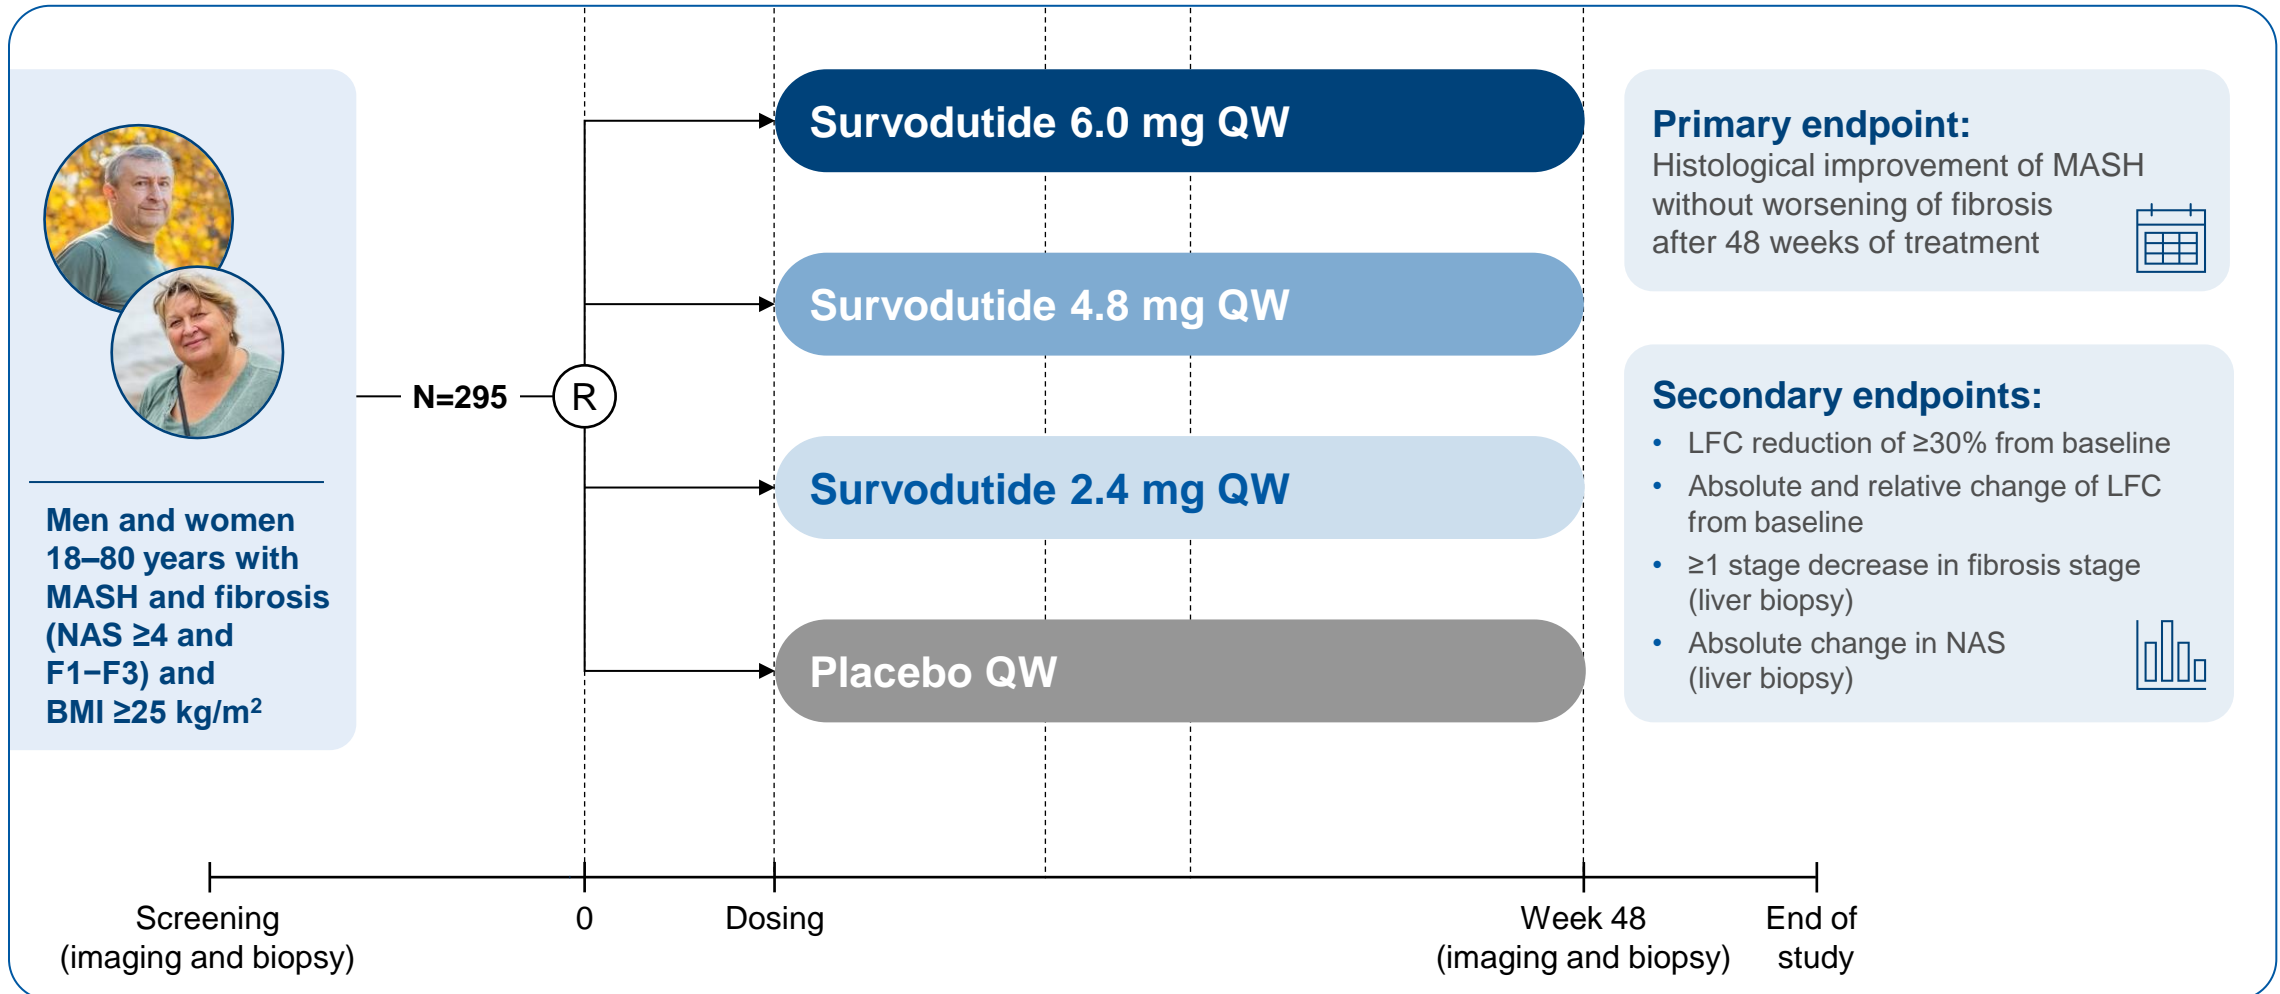 Men and women
18–80 years with
MASH and fibrosis
(NAS ≥4 and
F1–F3) and
BMI ≥25 kg/m²
N=295
R
Survodutide 6.0 mg QW
Survodutide 4.8 mg QW
Survodutide 2.4 mg QW
Placebo QW
Primary endpoint:
Histological improvement of MASH
without worsening of fibrosis
after 48 weeks of treatment
Secondary endpoints:
• LFC reduction of ≥30% from baseline
• Absolute and relative change of LFC
from baseline
• ≥1 stage decrease in fibrosis stage
(liver biopsy)
• Absolute change in NAS
(liver biopsy)
Screening
(imaging and biopsy)
0
Dosing
Week 48
(imaging and biopsy)
End of
study